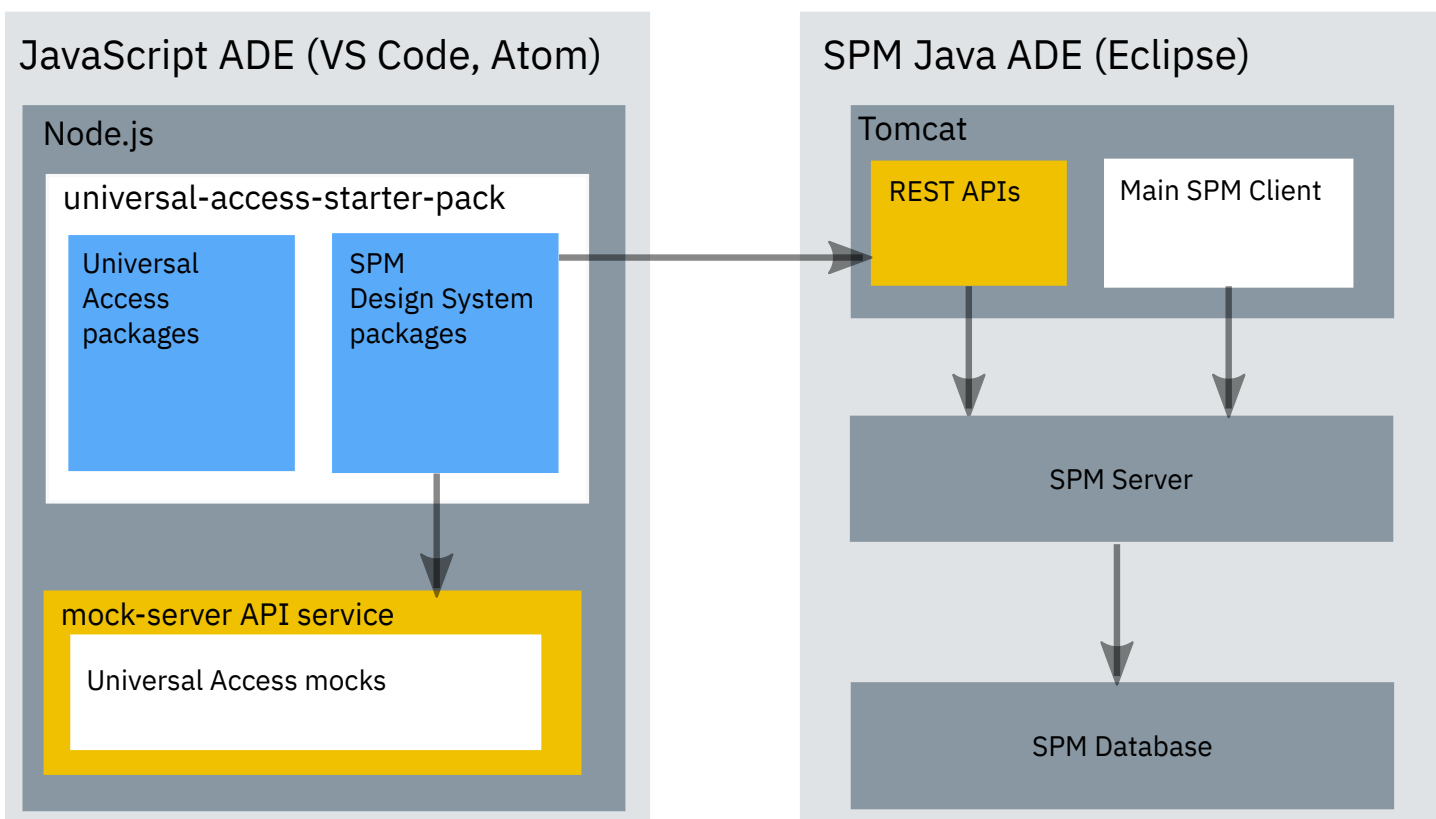 JavaScript ADE (VS Code, Atom)
Node.js
universal-access-starter-pack
Universal
Access
packages
SPM
Design System
packages
mock-server API service
Universal Access mocks
SPM Java ADE (Eclipse)
Tomcat
REST APIs
Main SPM Client
SPM Server
SPM Database